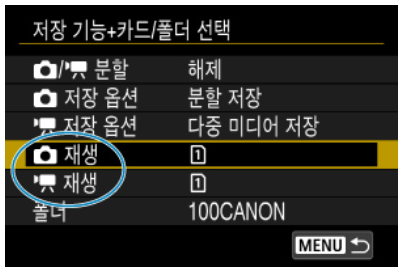 저장 기능+카드/폴더 선택
/ 분할 해제
저장 옵션 분할 저장
저장 옵션 다중 미디어 저장
재생 1
재생 1
폴더 100CANON
MENU